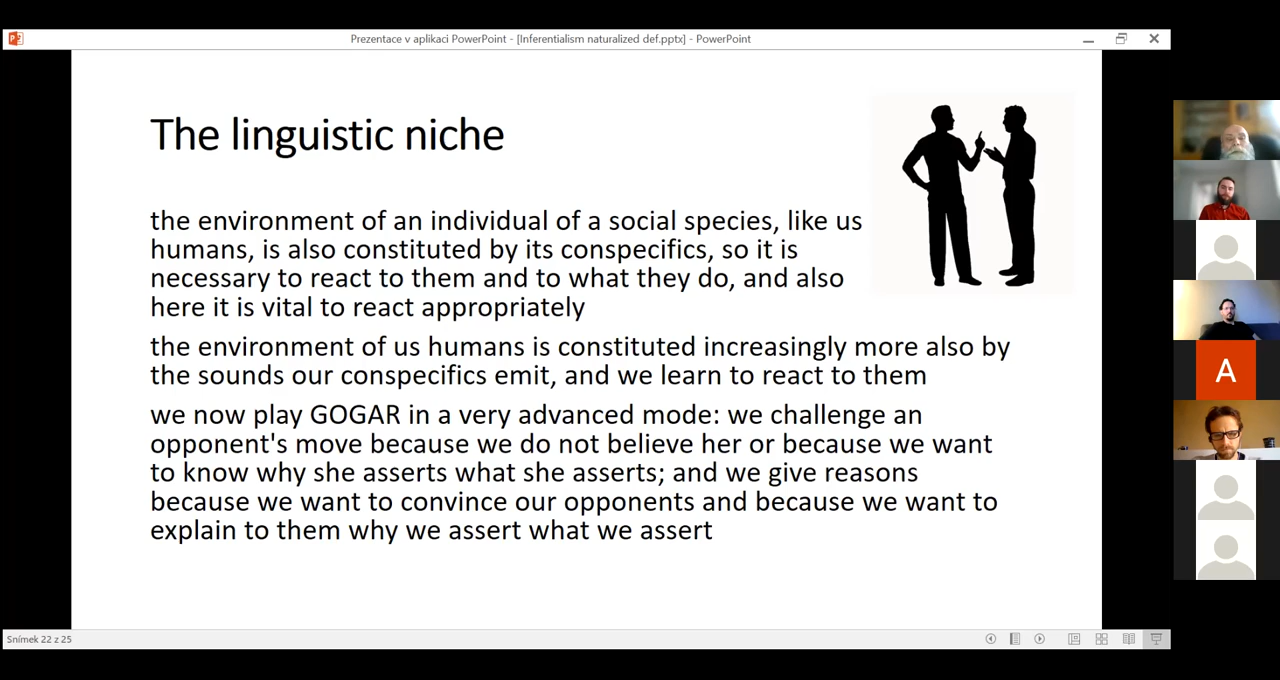 Prezentace v aplikaci PowerPoint - [Inferentialism naturalized def.pptx] - PowerPoint
The linguistic niche
the environment of an individual of a social species, like us
humans, is also constituted by its conspecifics, so it is
necessary to react to them and to what they do, and also
here it is vital to react appropriately
the environment of us humans is constituted increasingly more also by
the sounds our conspecifics emit, and we learn to react to them
we now play GOGAR in a very advanced mode: we challenge an
opponent's move because we do not believe her or because we want
to know why she asserts what she asserts; and we give reasons
because we want to convince our opponents and because we want to
explain to them why we assert what we assert
A
Snímek 22 z 25